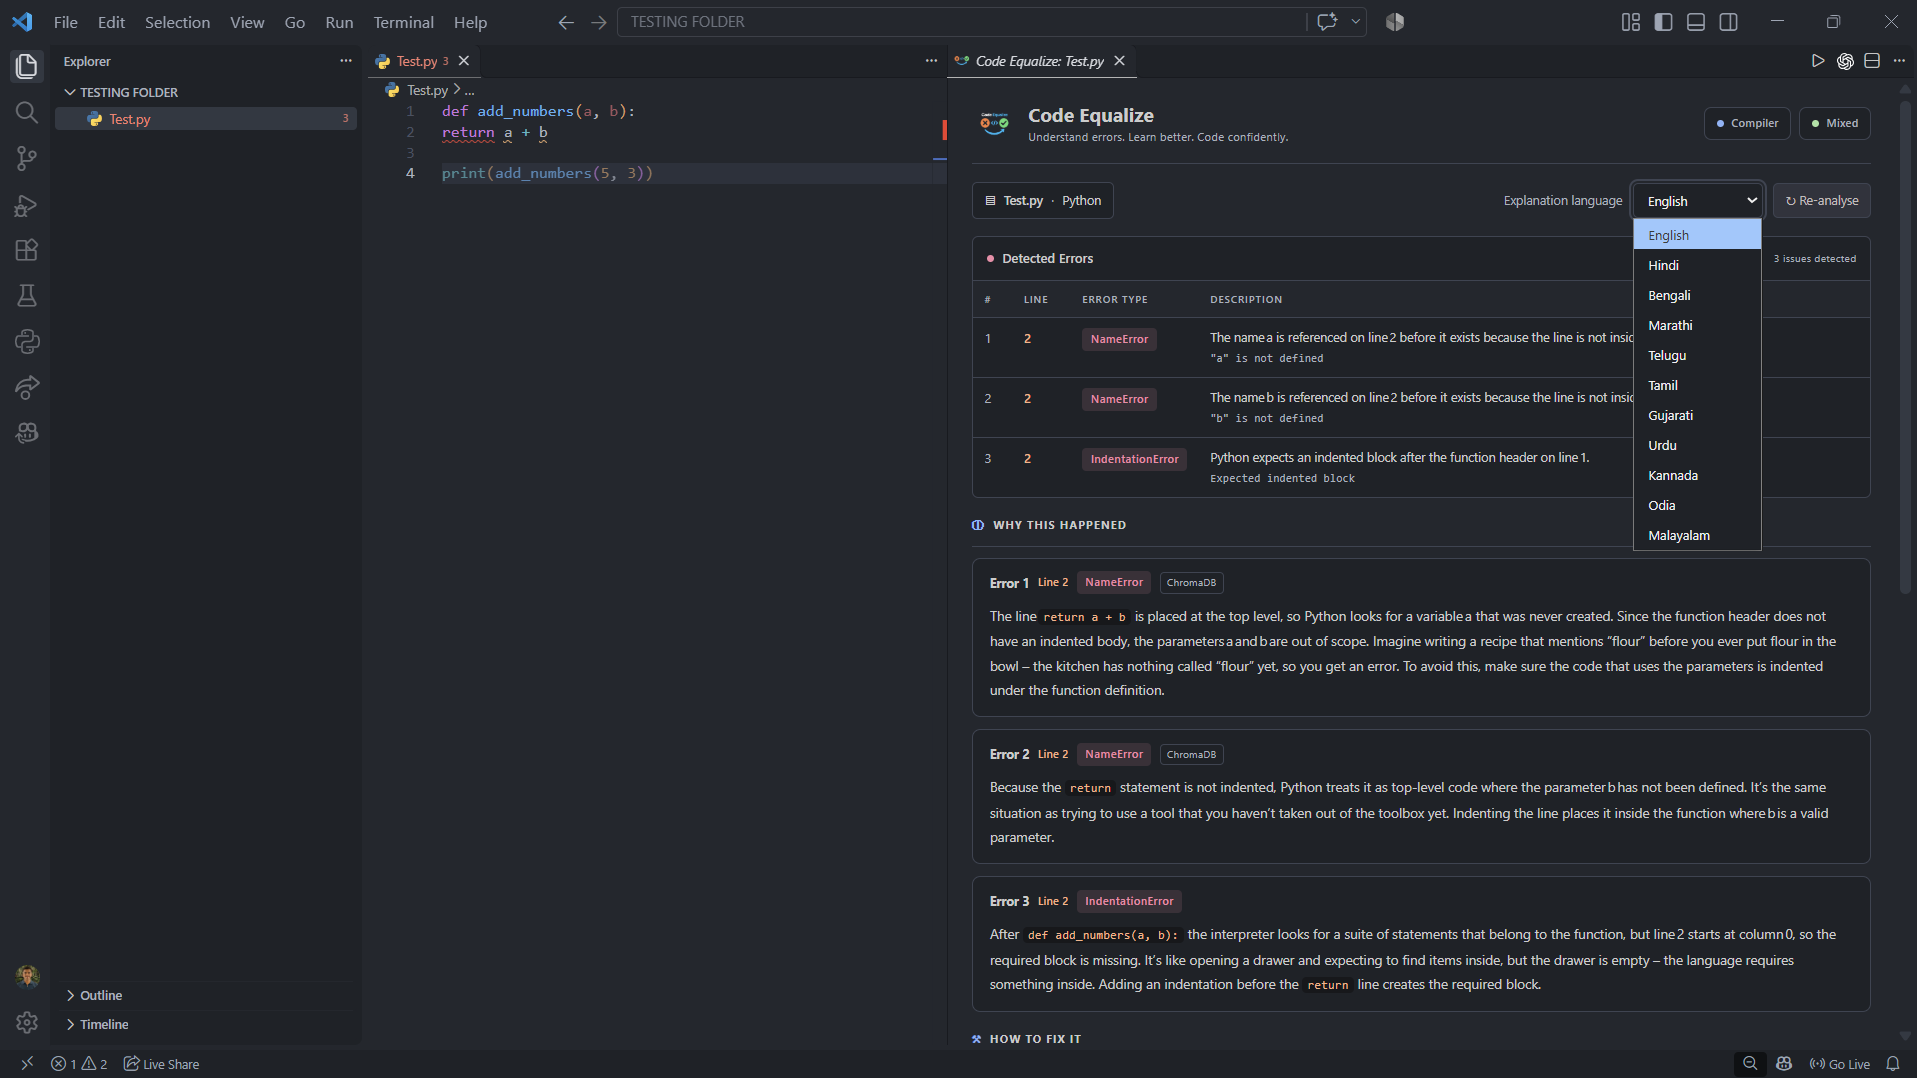 File Edit Selection View Go Run Terminal Help
TESTING FOLDER
Explorer
TESTING FOLDER
Test.py 3
Outline
Timeline
Test.py 3
Test.py > ...
1 def add_numbers(a, b):
2 return a + b
3
4 print(add_numbers(5, 3))
Code Equalize: Test.py
Code Equalize
Understand errors. Learn better. Code confidently.
Compiler
Mixed
Test.py · Python
Explanation language
English
↻ Re-analyse
English
Hindi
Bengali
Marathi
Telugu
Tamil
Gujarati
Urdu
Kannada
Odia
Malayalam
Detected Errors
3 issues detected
# LINE ERROR TYPE DESCRIPTION
1 2 NameError The name a is referenced on line 2 before it exists because the line is not insid
"a" is not defined
2 2 NameError The name b is referenced on line 2 before it exists because the line is not insid
"b" is not defined
3 2 IndentationError Python expects an indented block after the function header on line 1.
Expected indented block
WHY THIS HAPPENED
Error 1 Line 2 NameError ChromaDB
The line return a + b is placed at the top level, so Python looks for a variable a that was never created. Since the function header does not
have an indented body, the parameters a and b are out of scope. Imagine writing a recipe that mentions “flour” before you ever put flour in the
bowl – the kitchen has nothing called “flour” yet, so you get an error. To avoid this, make sure the code that uses the parameters is indented
under the function definition.
Error 2 Line 2 NameError ChromaDB
Because the return statement is not indented, Python treats it as top-level code where the parameter b has not been defined. It’s the same
situation as trying to use a tool that you haven’t taken out of the toolbox yet. Indenting the line places it inside the function where b is a valid
parameter.
Error 3 Line 2 IndentationError
After def add_numbers(a, b): the interpreter looks for a suite of statements that belong to the function, but line 2 starts at column 0, so the
required block is missing. It’s like opening a drawer and expecting to find items inside, but the drawer is empty – the language requires
something inside. Adding an indentation before the return line creates the required block.
HOW TO FIX IT
1 2 Live Share
Go Live